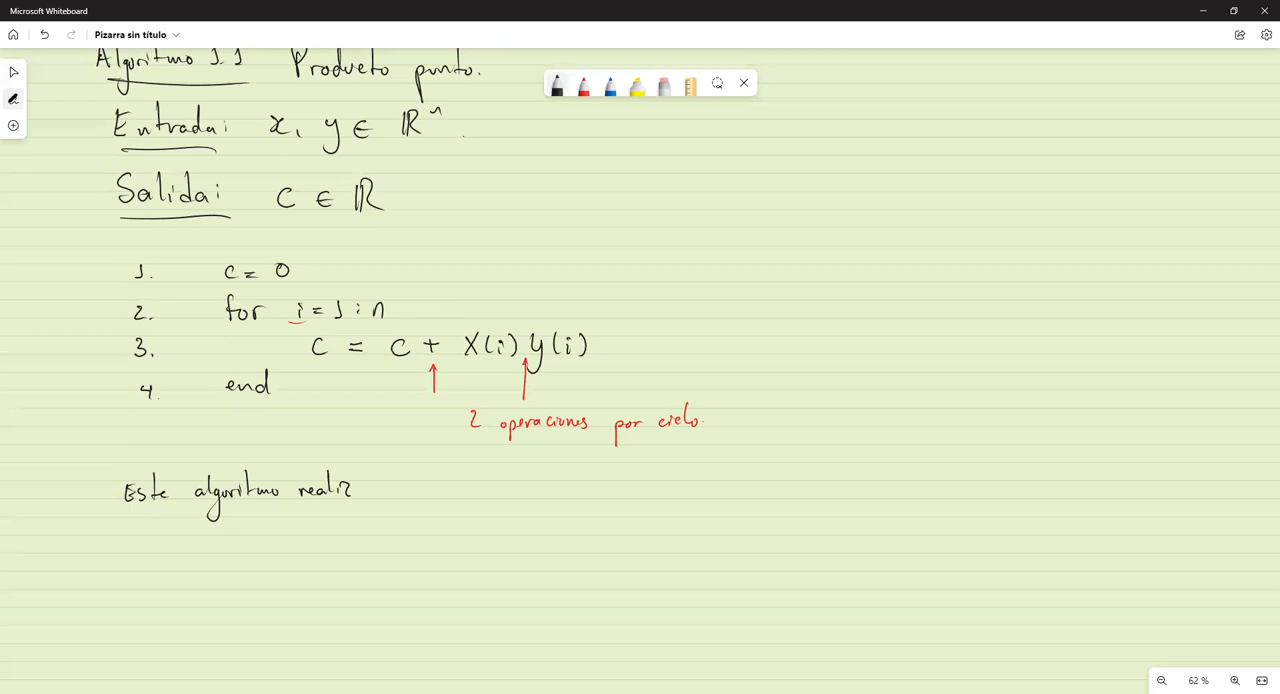 Microsoft Whiteboard
Pizarra sin título
Algoritmo 1.1 Producto punto.
Entrada: x, y ∈ ℝⁿ.
Salida: c ∈ ℝ
1. c = 0
2. for i = 1 : n
3. c = c + x(i) y(i)
4. end
2 operaciones por ciclo.
Este algoritmo realiz
62 %